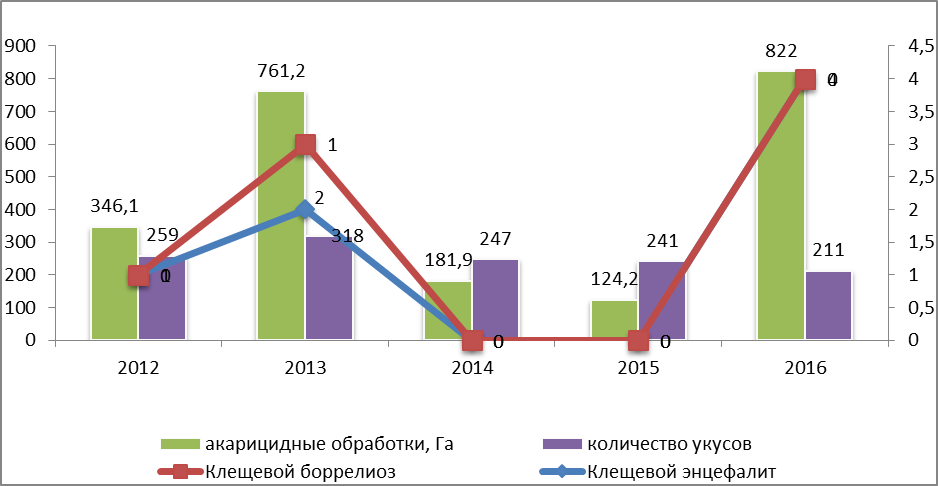 900 4,5
761,2 822
800 4 0 4
700 3,5
600 1 3
500 2,5
400 2 2
346,1
300 259 318 247 241 211 1,5
181,9
200 1 0 124,2 1
100 0,5
0 0 0 0
2012 2013 2014 2015 2016
акарицидные обработки, Га количество укусов
Клещевой боррелиоз Клещевой энцефалит